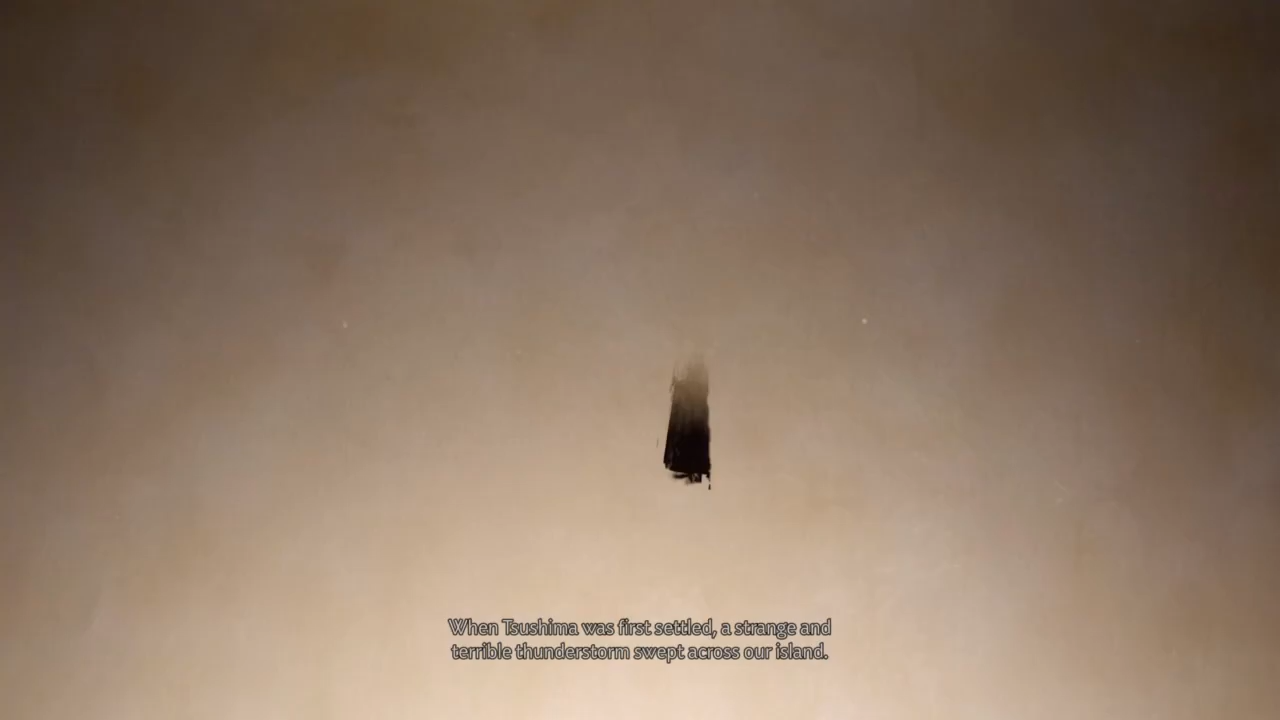 When Tsushima was first settled, a strange and
terrible thunderstorm swept across our island.